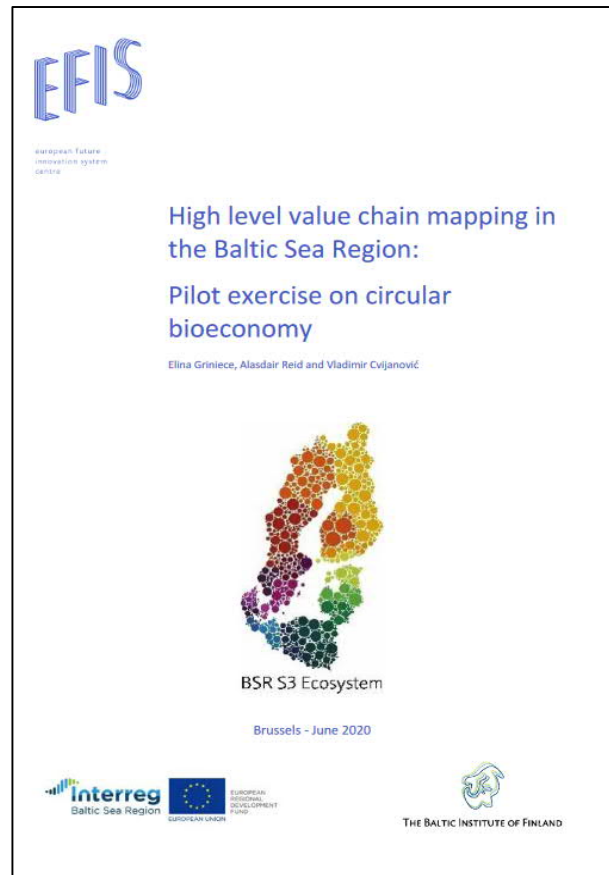 EFIS
european future
innovation system
centre
High level value chain mapping in
the Baltic Sea Region:
Pilot exercise on circular
bioeconomy
Elina Griniece, Alasdair Reid and Vladimir Cvijanović
BSR S3 Ecosystem
Brussels - June 2020
Interreg
Baltic Sea Region
EUROPEAN UNION
EUROPEAN
REGIONAL
DEVELOPMENT
FUND
THE BALTIC INSTITUTE OF FINLAND